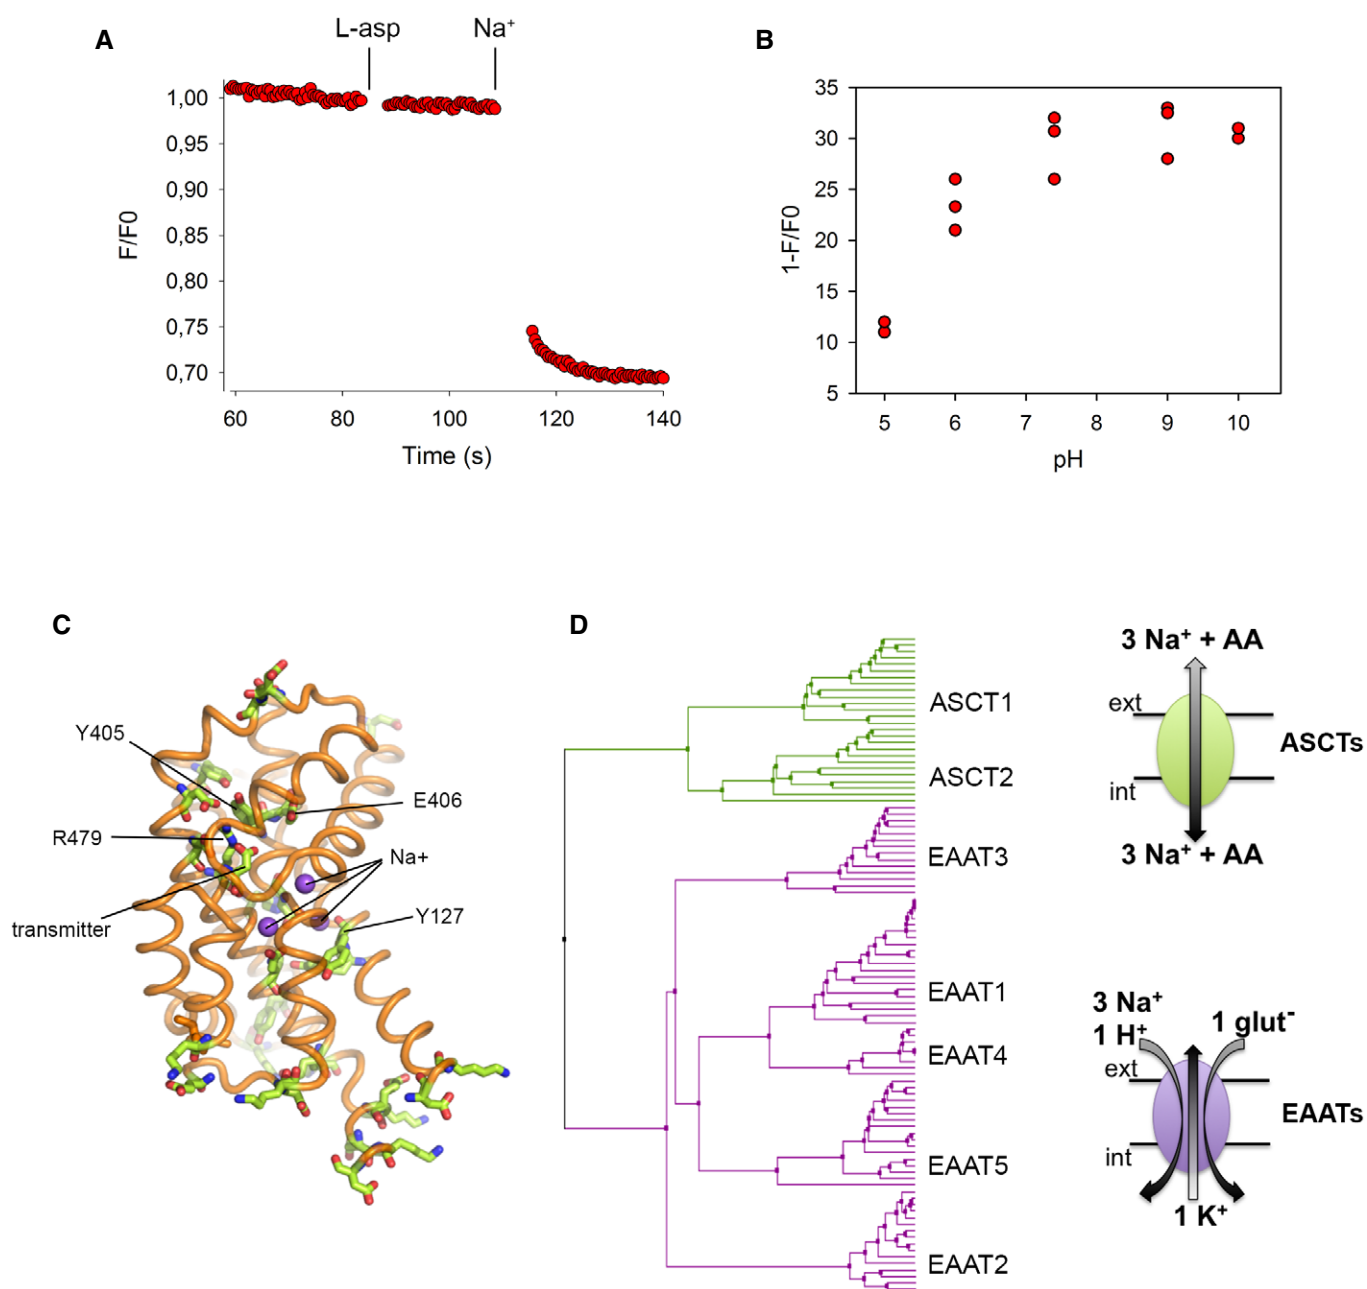 A
L-asp
Na⁺
1,00
0,95
0,90
0,85
0,80
0,75
0,70
F/F0
60 80 100 120 140
Time (s)
B
35
30
25
20
15
10
5
1-F/F0
5 6 7 8 9 10
pH
C
Y405
E406
R479
Na+
transmitter
Y127
D
ASCT1
ASCT2
EAAT3
EAAT1
EAAT4
EAAT5
EAAT2
3 Na⁺ + AA
ext
ASCTs
int
3 Na⁺ + AA
3 Na⁺
1 H⁺
1 glut⁻
ext
EAATs
int
1 K⁺